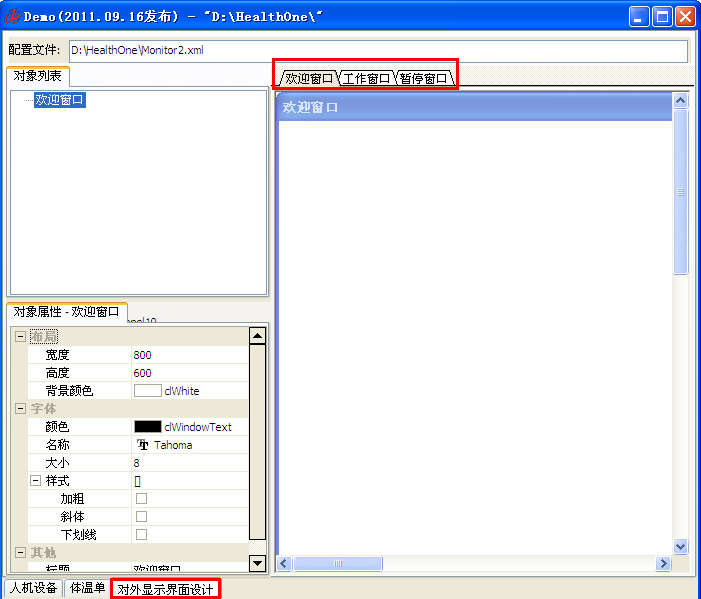 Demo(2011.09.16发布) - "D:\HealthOne\"
配置文件: D:\HealthOne\Monitor2.xml
对象列表
欢迎窗口
欢迎窗口 工作窗口 暂停窗口
欢迎窗口
对象属性 - 欢迎窗口
布局
宽度 800
高度 600
背景颜色 clWhite
字体
颜色 clWindowText
名称 Tahoma
大小 8
样式 []
加粗
斜体
下划线
其他
标题 欢迎窗口
人机设备 体温单 对外显示界面设计